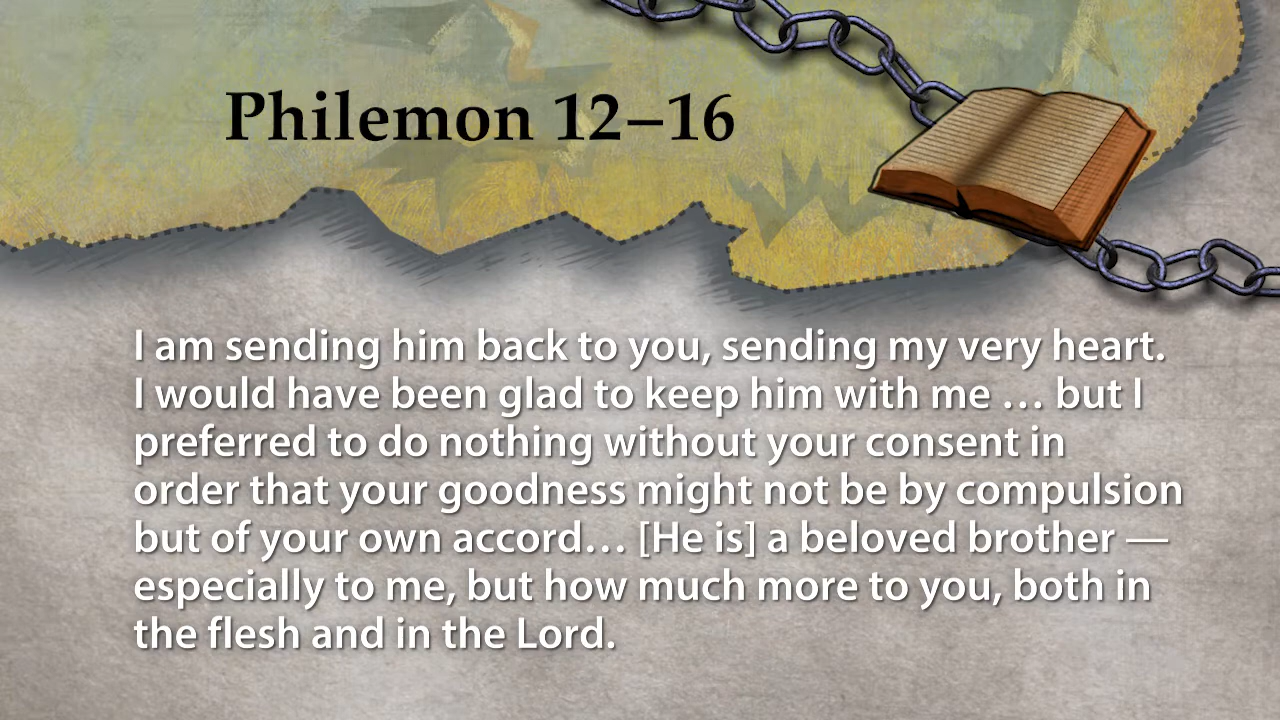 Philemon 12–16
I am sending him back to you, sending my very heart.
I would have been glad to keep him with me … but I
preferred to do nothing without your consent in
order that your goodness might not be by compulsion
but of your own accord… [He is] a beloved brother —
especially to me, but how much more to you, both in
the flesh and in the Lord.